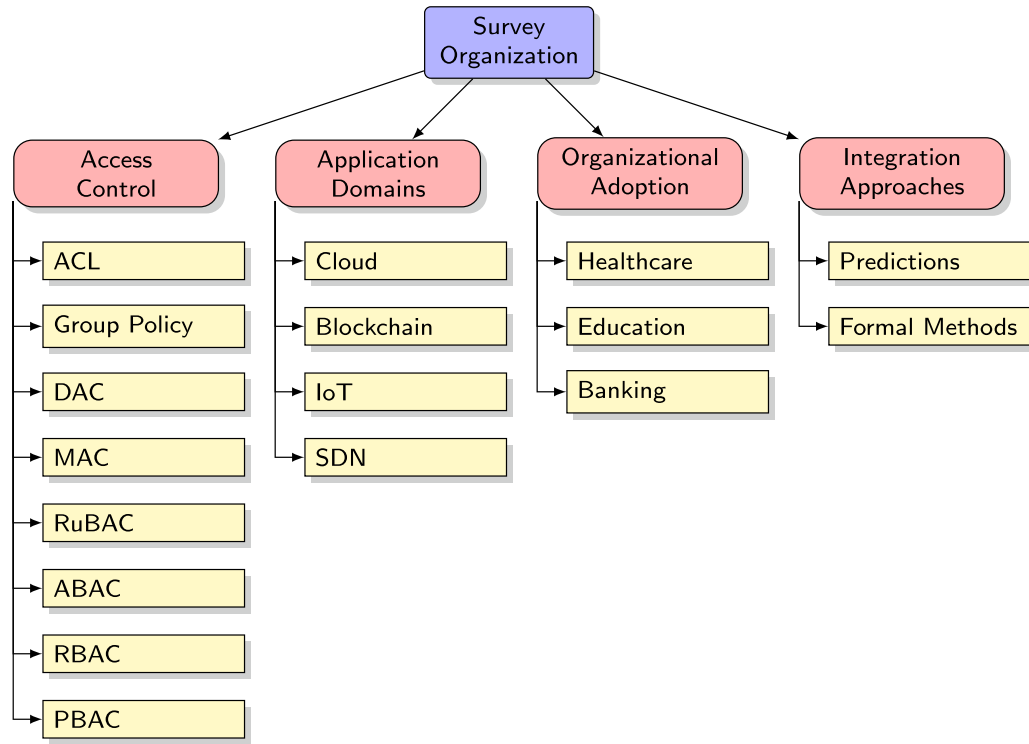 Survey
Organization
Access
Control
Application
Domains
Organizational
Adoption
Integration
Approaches
ACL
Group Policy
DAC
MAC
RuBAC
ABAC
RBAC
PBAC
Cloud
Blockchain
IoT
SDN
Healthcare
Education
Banking
Predictions
Formal Methods